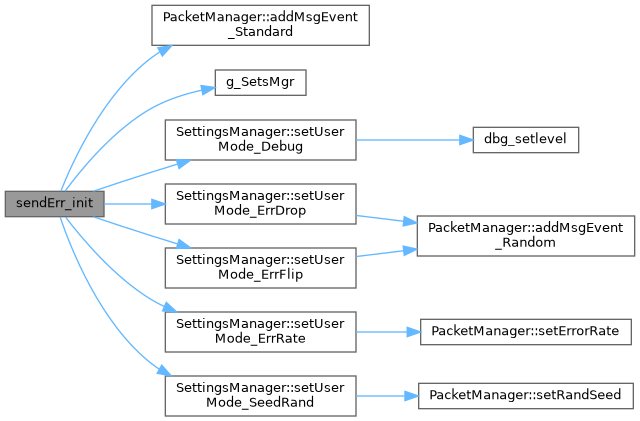 sendErr_init
PacketManager::addMsgEvent
_Standard
g_SetsMgr
SettingsManager::setUser
Mode_Debug
dbg_setlevel
SettingsManager::setUser
Mode_ErrDrop
SettingsManager::setUser
Mode_ErrFlip
PacketManager::addMsgEvent
_Random
SettingsManager::setUser
Mode_ErrRate
PacketManager::setErrorRate
SettingsManager::setUser
Mode_SeedRand
PacketManager::setRandSeed